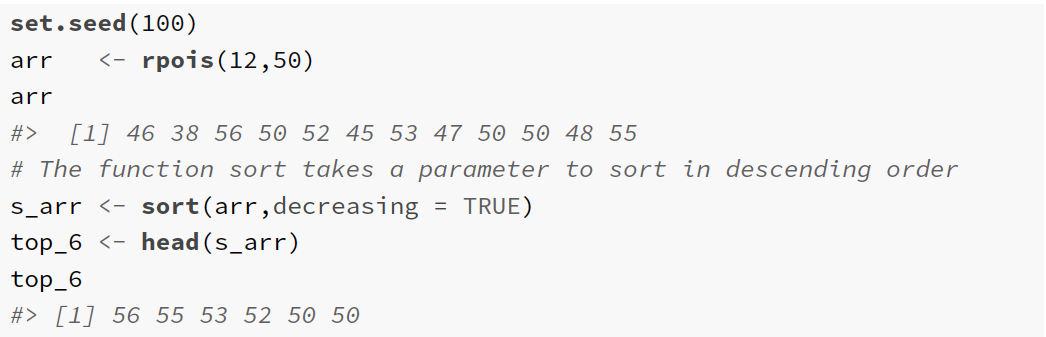 set.seed(100)
arr   <- rpois(12,50)
arr
#>  [1] 46 38 56 50 52 45 53 47 50 50 48 55
# The function sort takes a parameter to sort in descending order
s_arr <- sort(arr,decreasing = TRUE)
top_6 <- head(s_arr)
top_6
#> [1] 56 55 53 52 50 50